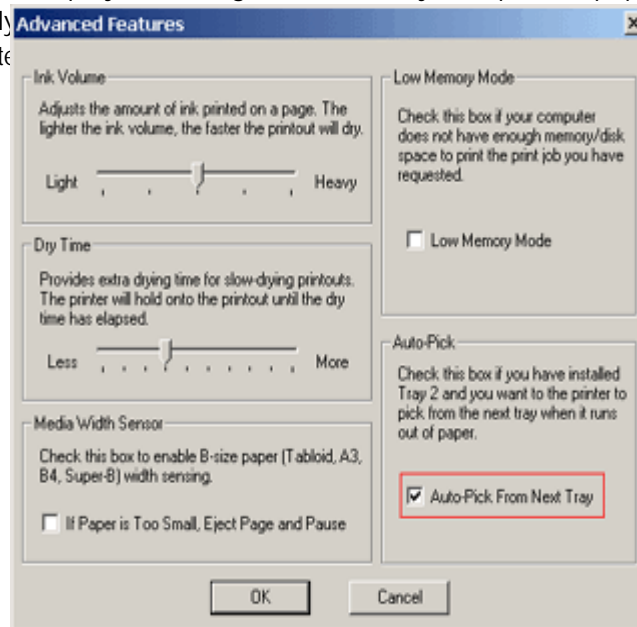 Advanced Features
Ink Volume
Adjusts the amount of ink printed on a page. The
lighter the ink volume, the faster the printout will dry.
Light
Heavy
Dry Time
Provides extra drying time for slow-drying printouts.
The printer will hold onto the printout until the dry
time has elapsed.
Less
More
Media Width Sensor
Check this box to enable B-size paper (Tabloid, A3,
B4, Super-B) width sensing.
If Paper is Too Small, Eject Page and Pause
Low Memory Mode
Check this box if your computer
does not have enough memory/disk
space to print the print job you have
requested.
Low Memory Mode
Auto-Pick
Check this box if you have installed
Tray 2 and you want to the printer to
pick from the next tray when it runs
out of paper.
Auto-Pick From Next Tray
OK
Cancel